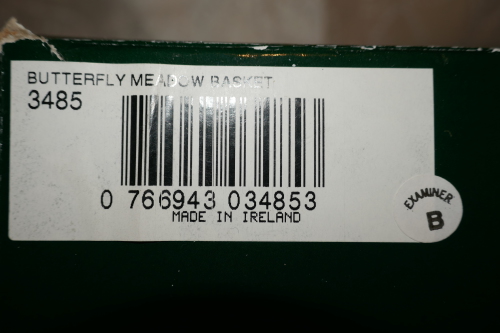 BUTTERFLY MEADOW BASKET
3485
0 766943 034853
MADE IN IRELAND
EXAMINER
B